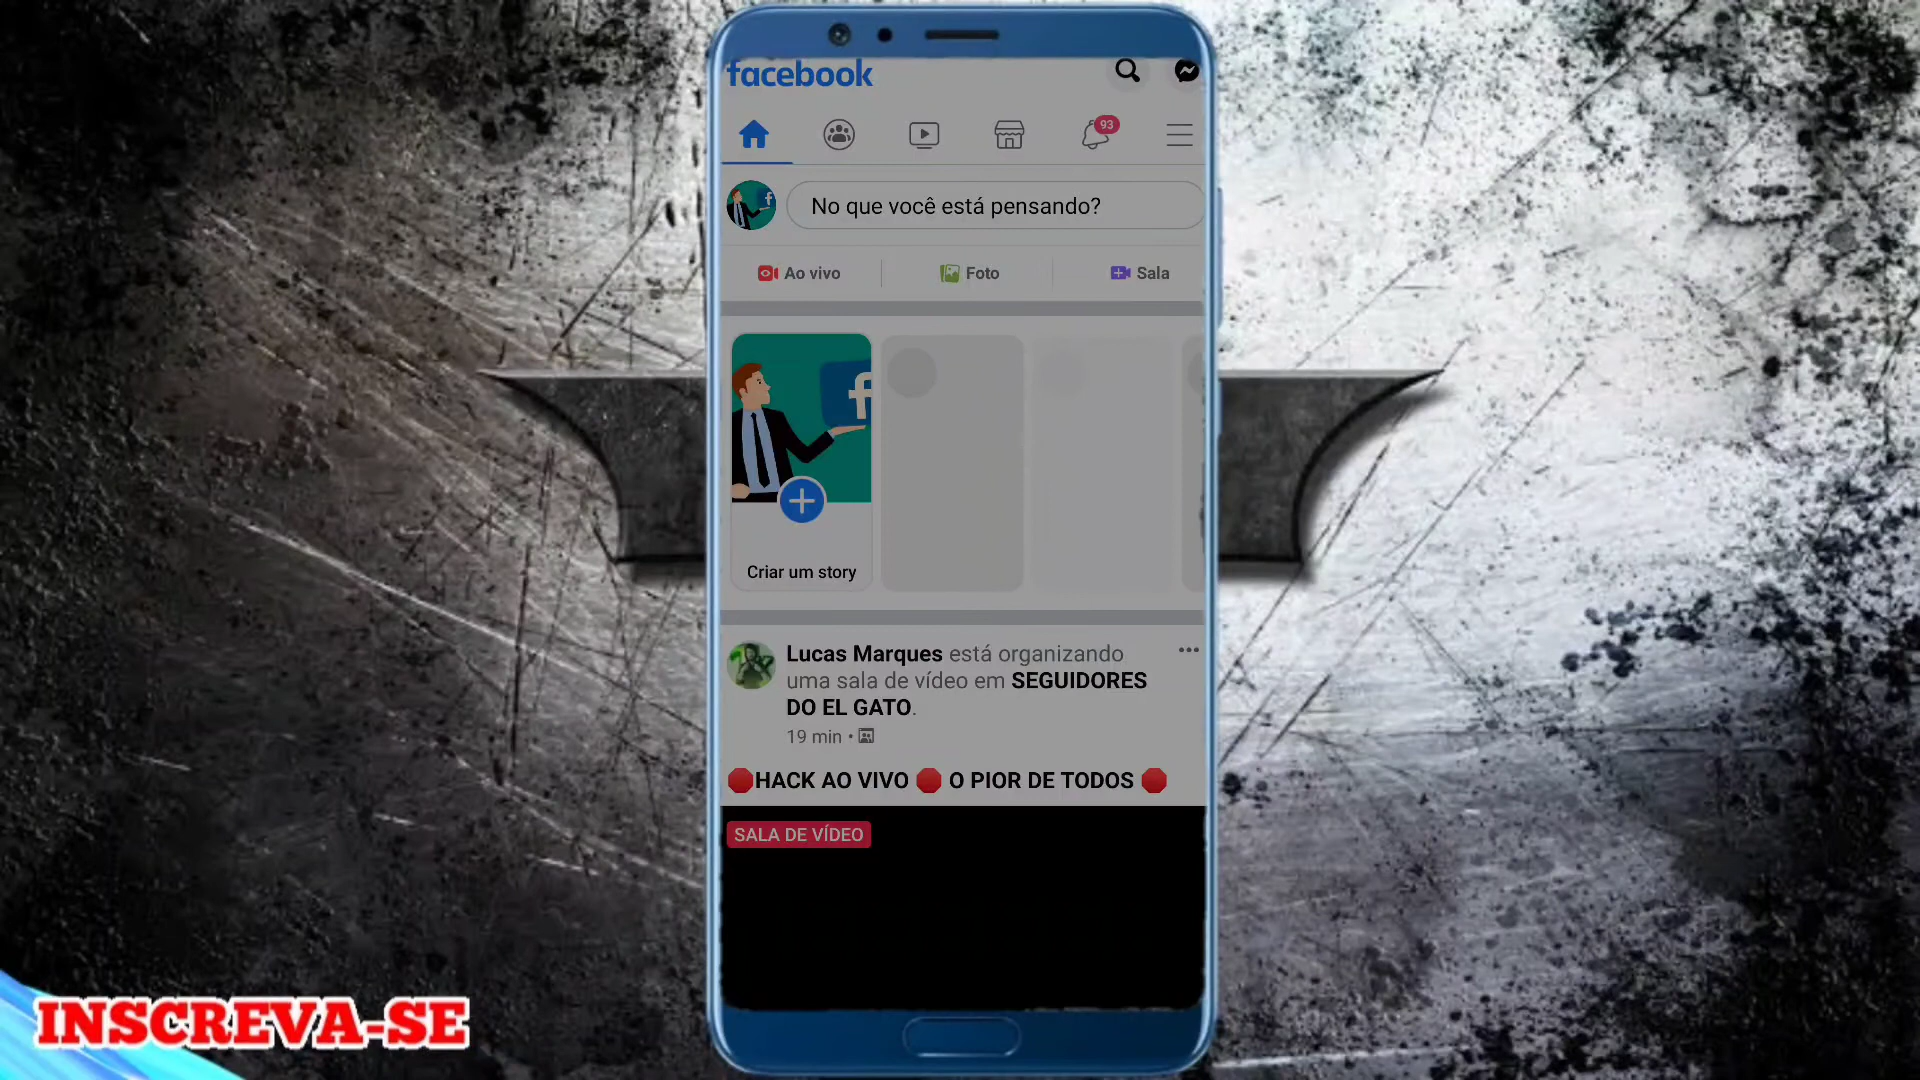 facebook
93
No que você está pensando?
Ao vivo
Foto
Sala
f
f
Criar um story
Lucas Marques está organizando
uma sala de vídeo em SEGUIDORES
DO EL GATO.
19 min •
🛑HACK AO VIVO 🛑 O PIOR DE TODOS 🛑
SALA DE VÍDEO
INSCREVA-SE